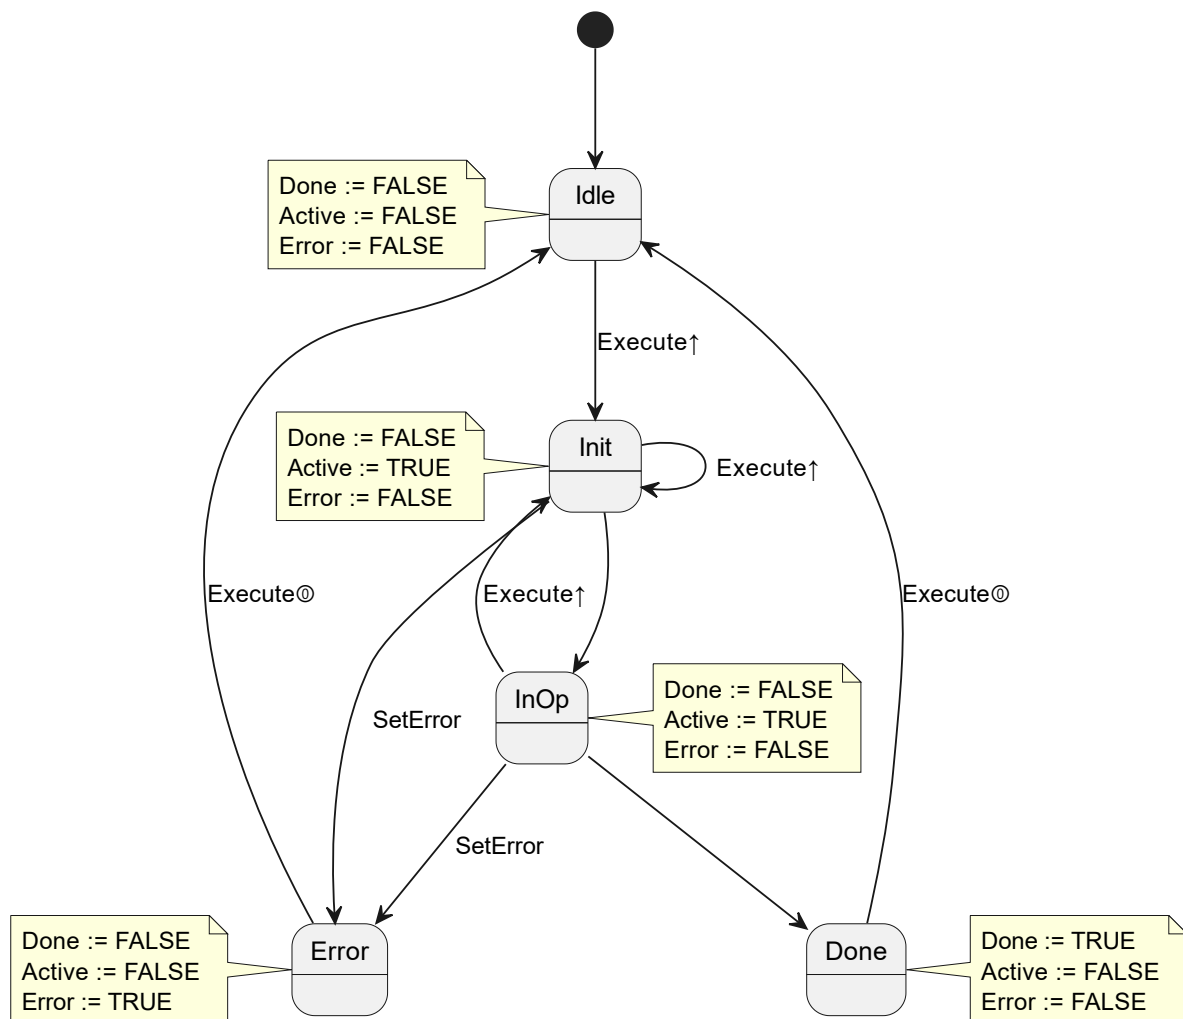 Done := FALSE
Active := FALSE
Error := FALSE
Idle
Execute↑
Done := FALSE
Active := TRUE
Error := FALSE
Init
Execute↑
Execute⓪
Execute↑
Execute⓪
SetError
InOp
Done := FALSE
Active := TRUE
Error := FALSE
SetError
Done := FALSE
Active := FALSE
Error := TRUE
Error
Done
Done := TRUE
Active := FALSE
Error := FALSE